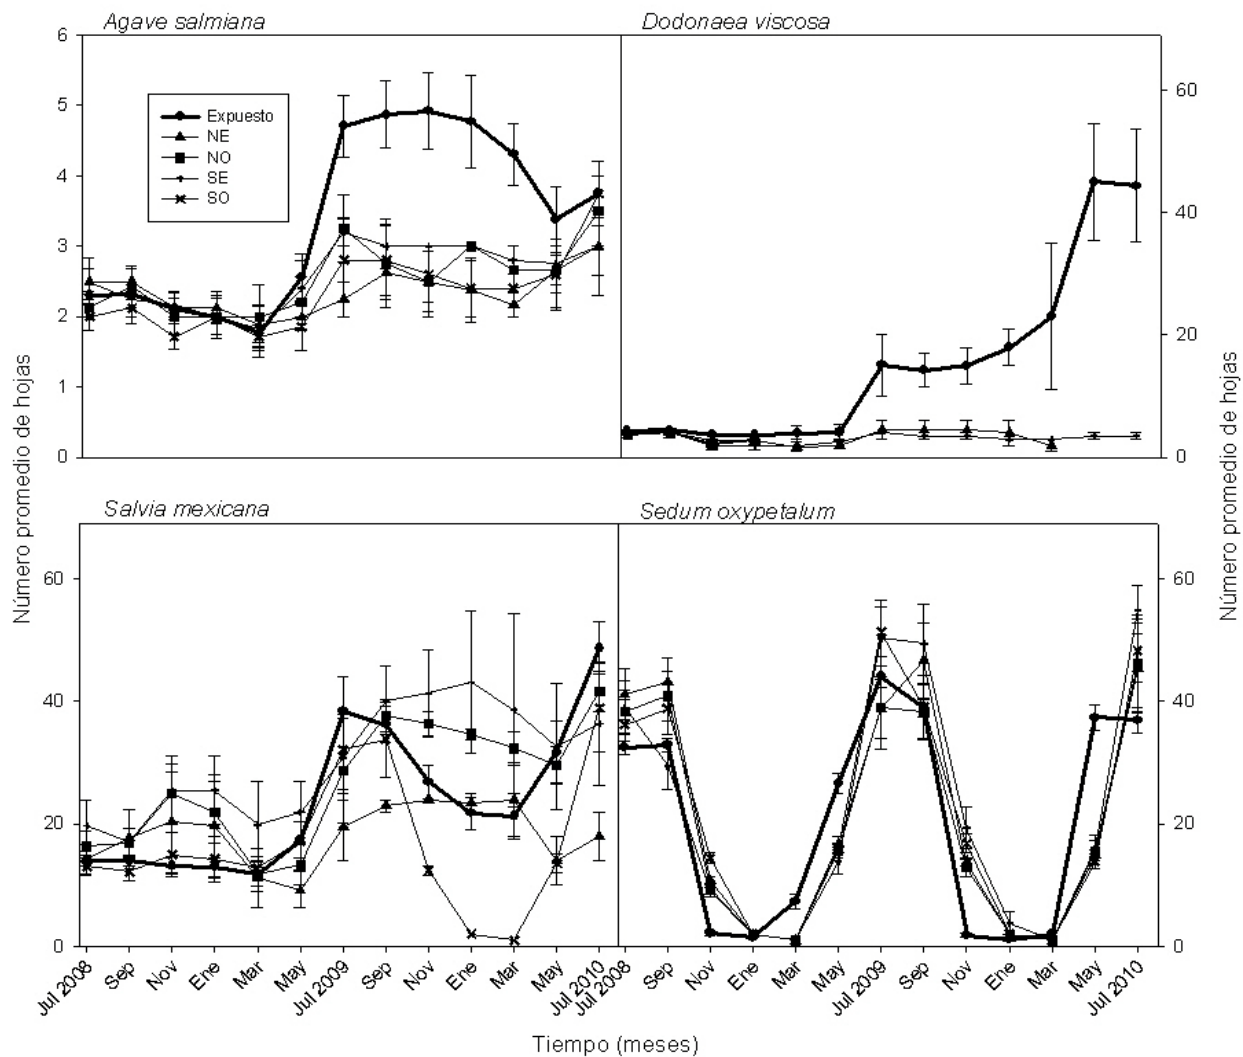 Agave salmiana
Dodonaea viscosa
6
5
4
3
2
1
0
Expuesto
NE
NO
SE
SO
60
40
20
0
Número promedio de hojas
Número promedio de hojas
Salvia mexicana
Sedum oxypetalum
60
40
20
0
60
40
20
0
Jul 2008
Sep
Nov
Ene
Mar
May
Jul 2009
Sep
Nov
Ene
Mar
May
Jul 2010
Jul 2008
Sep
Nov
Ene
Mar
May
Jul 2009
Sep
Nov
Ene
Mar
May
Jul 2010
Tiempo (meses)